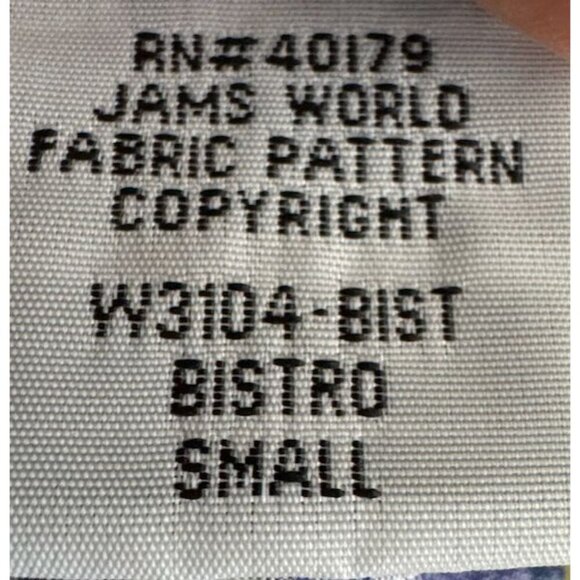 RN#40179
JAMS WORLD
FABRIC PATTERN
COPYRIGHT
W3104-BIST
BISTRO
SMALL